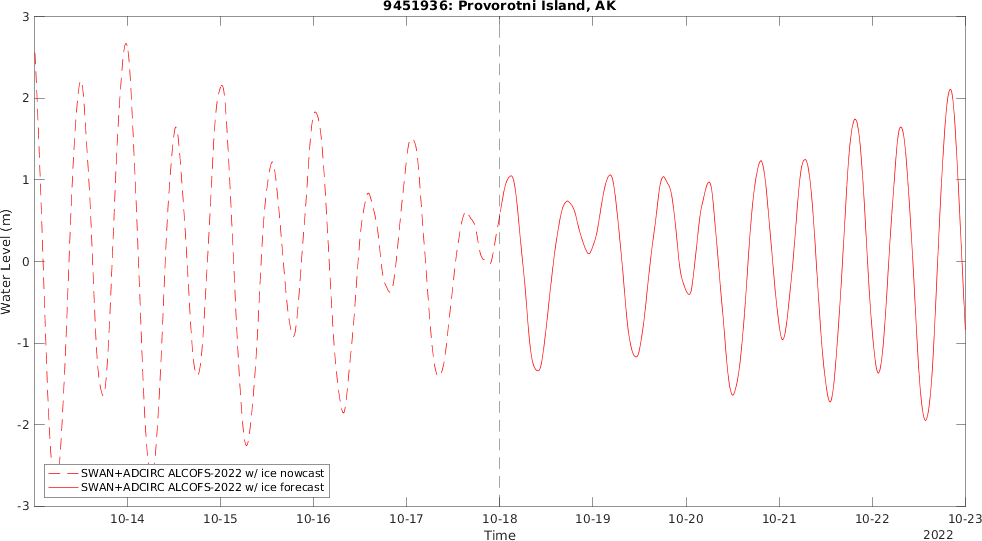 9451936: Provorotni Island, AK
Water Level (m)
3
2
1
0
-1
-2
-3
SWAN+ADCIRC ALCOFS-2022 w/ ice nowcast
SWAN+ADCIRC ALCOFS-2022 w/ ice forecast
10-14 10-15 10-16 10-17 10-18 10-19 10-20 10-21 10-22 10-23
Time
2022